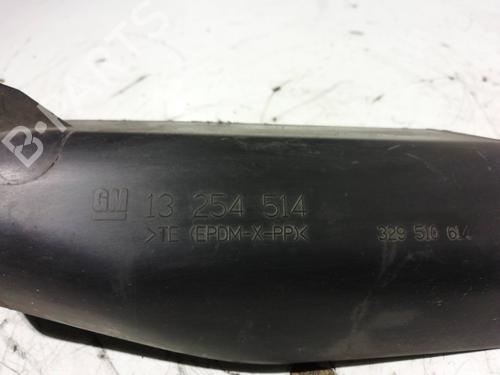 GM 13 254 514
>TE (EPDM-X-PP)< 329 510 614
B-PARTS